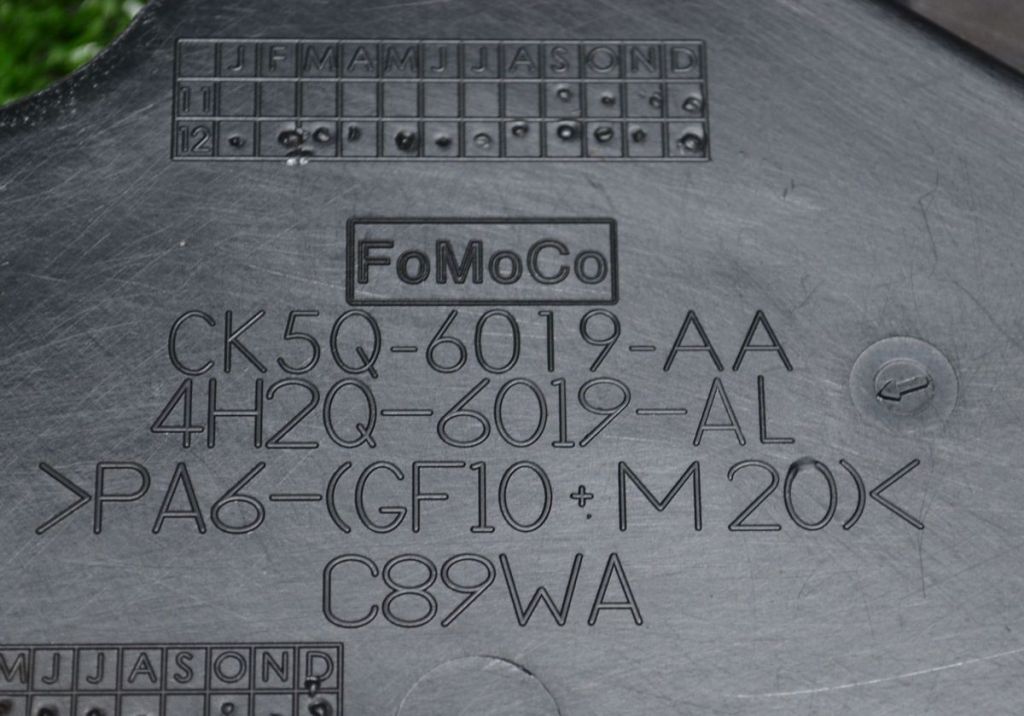 J F M A M J J A S O N D
11
12
FoMoCo
CK5Q-6019-AA
4H2Q-6019-AL
>PA6-(GF10+M20)<
C89WA
M J J A S O N D